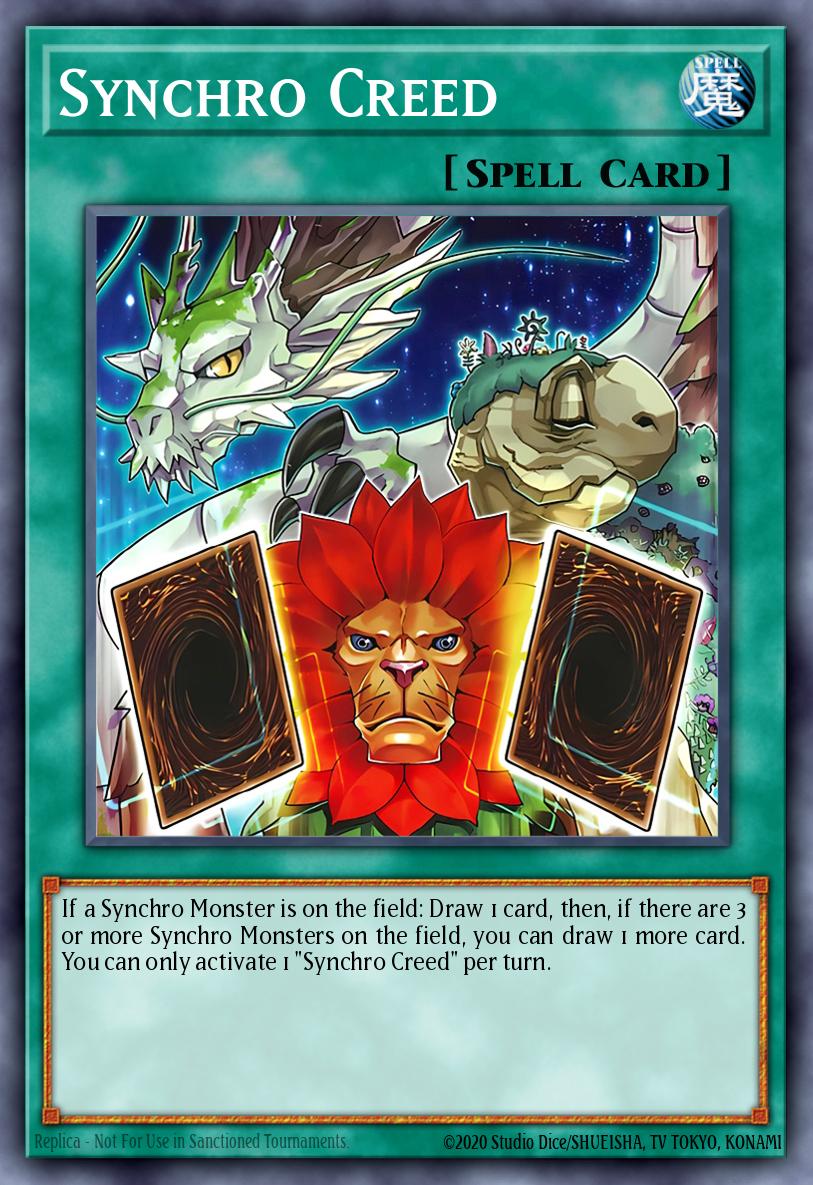 Synchro Creed
SPELL
魔
[Spell Card]
If a Synchro Monster is on the field: Draw 1 card, then, if there are 3
or more Synchro Monsters on the field, you can draw 1 more card.
You can only activate 1 "Synchro Creed" per turn.
Replica - Not For Use in Sanctioned Tournaments.
©2020 Studio Dice/SHUEISHA, TV TOKYO, KONAMI